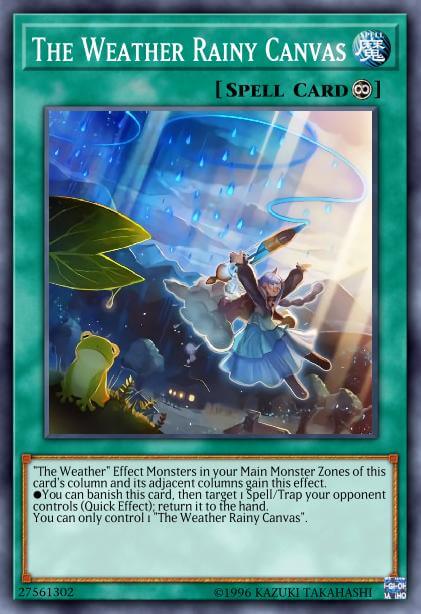 The Weather Rainy Canvas
SPELL
魔
[Spell Card]
"The Weather" Effect Monsters in your Main Monster Zones of this
card's column and its adjacent columns gain this effect.
●You can banish this card, then target 1 Spell/Trap your opponent
controls (Quick Effect); return it to the hand.
You can only control 1 "The Weather Rainy Canvas".
27561302
©1996 KAZUKI TAKAHASHI